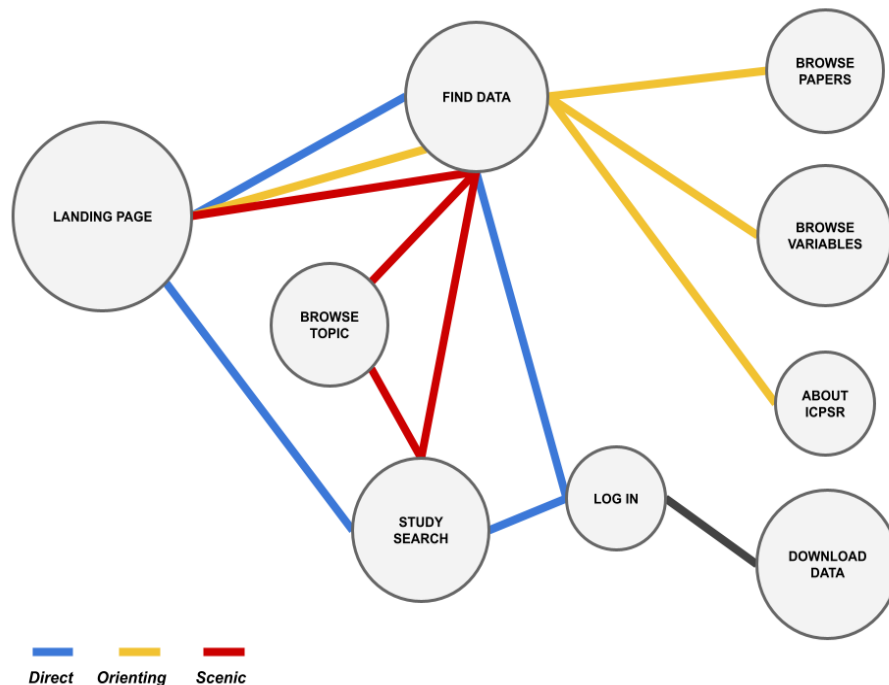 FIND DATA
BROWSE
PAPERS
LANDING PAGE
BROWSE
VARIABLES
BROWSE
TOPIC
ABOUT
ICPSR
STUDY
SEARCH
LOG IN
DOWNLOAD
DATA
Direct Orienting Scenic